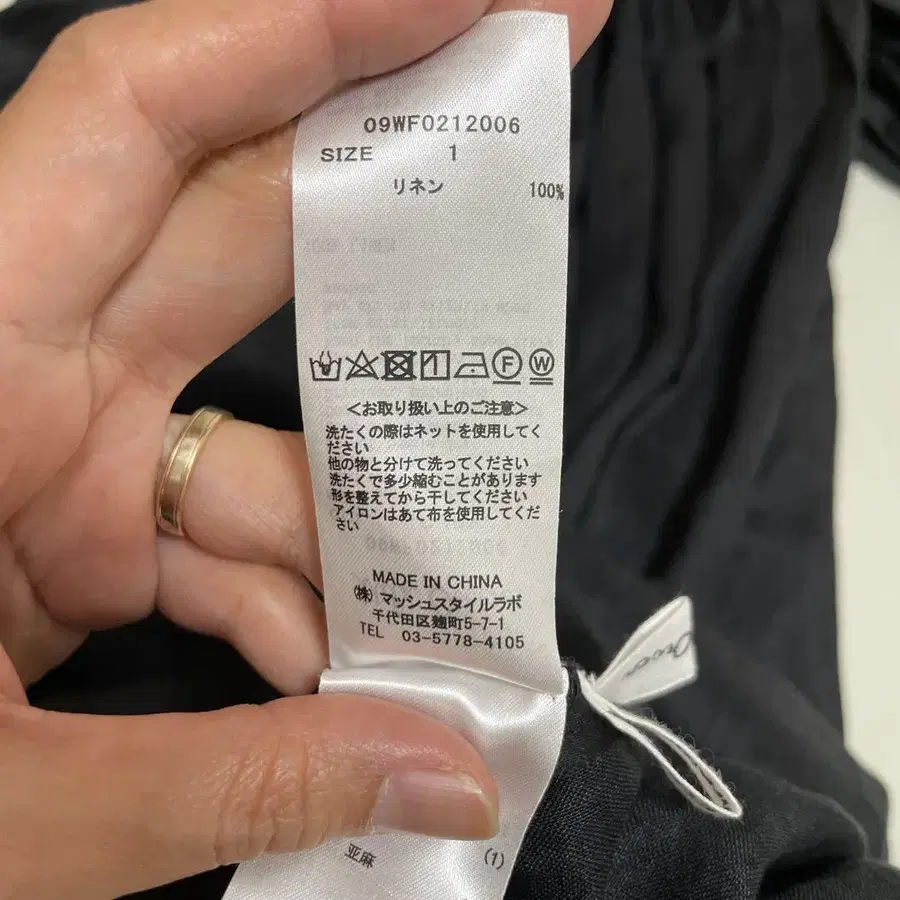 09WF0212006
SIZE 1
リネン 100%
F W
<お取り扱い上のご注意>
洗たくの際はネットを使用してく
ださい
他の物と分けて洗ってください
洗たくで多少縮むことがあります
形を整えてから干してください
アイロンはあて布を使用してくだ
さい
MADE IN CHINA
(株) マッシュスタイルラボ
千代田区麹町5-7-1
TEL 03-5778-4105
亚麻 (1)